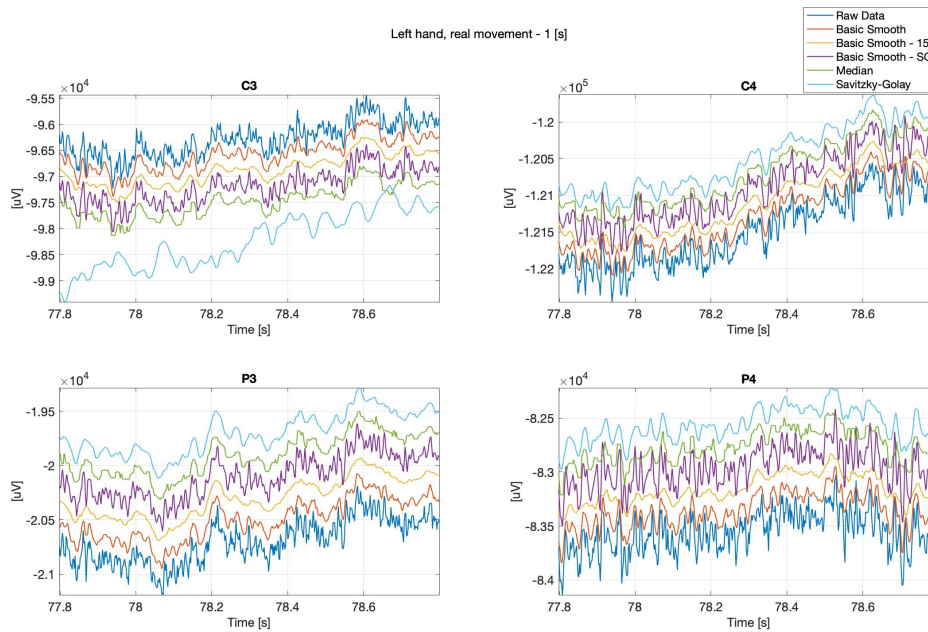 Left hand, real movement - 1 [s]
Raw Data
Basic Smooth
Basic Smooth - 15
Basic Smooth - SG
Median
Savitzky-Golay
×10^4
C3
-9.55
-9.6
-9.65
-9.7
-9.75
-9.8
-9.85
-9.9
[uV]
77.8 78 78.2 78.4 78.6
Time [s]
×10^5
C4
-1.2
-1.205
-1.21
-1.215
-1.22
[uV]
77.8 78 78.2 78.4 78.6
Time [s]
×10^4
P3
-1.95
-2
-2.05
-2.1
[uV]
77.8 78 78.2 78.4 78.6
Time [s]
×10^4
P4
-8.25
-8.3
-8.35
-8.4
[uV]
77.8 78 78.2 78.4 78.6
Time [s]